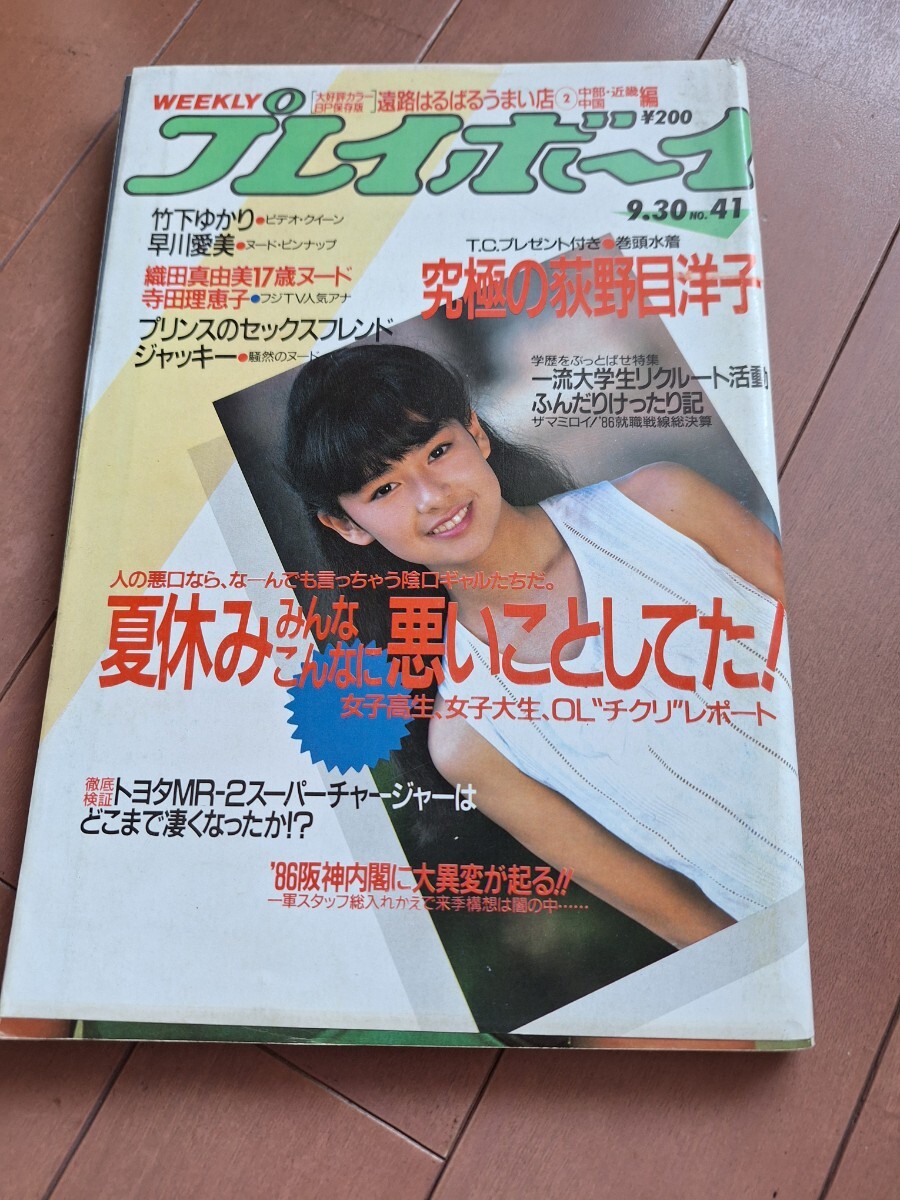 WEEKLY
[大好評カラーBP保存版]遠路はるばるうまい店②中部・近畿 中国 編
プレイボーイ
¥200
9.30 NO.41
竹下ゆかり●ビデオ・クイーン
早川愛美●ヌード・ピンナップ
織田真由美17歳ヌード
寺田理恵子●フジTV人気アナ
プリンスのセックスフレンド
ジャッキー●騒然のヌード
T.C.プレゼント付き●巻頭水着
究極の荻野目洋子
学歴をぶっとばせ特集
一流大学生リクルート活動
ふんだりけったり記
ザマミロイ!'86就職戦線総決算
人の悪口なら、なーんでも言っちゃう陰口ギャルたちだ。
夏休みみんなこんなに悪いことしてた!
女子高生、女子大生、OL"チクリ"レポート
徹底検証トヨタMR-2スーパーチャージャーは
どこまで凄くなったか!?
'86阪神内閣に大異変が起る!!
一軍スタッフ総入れかえで来季構想は闇の中……